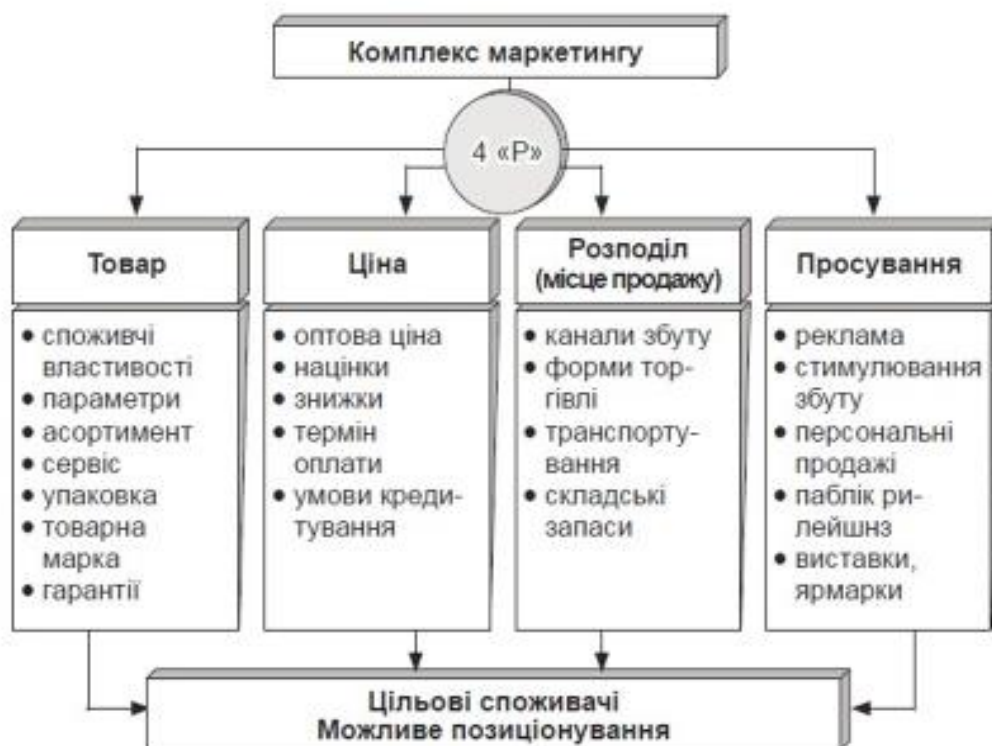 Комплекс маркетингу
4 «Р»
Товар
• споживчі
властивості
• параметри
• асортимент
• сервіс
• упаковка
• товарна
марка
• гарантії
Ціна
• оптова ціна
• націнки
• знижки
• термін
оплати
• умови креди-
тування
Розподіл
(місце продажу)
• канали збуту
• форми тор-
гівлі
• транспорту-
вання
• складські
запаси
Просування
• реклама
• стимулювання
збуту
• персональні
продажі
• паблік ри-
лейшнз
• виставки,
ярмарки
Цільові споживачі
Можливе позиціонування